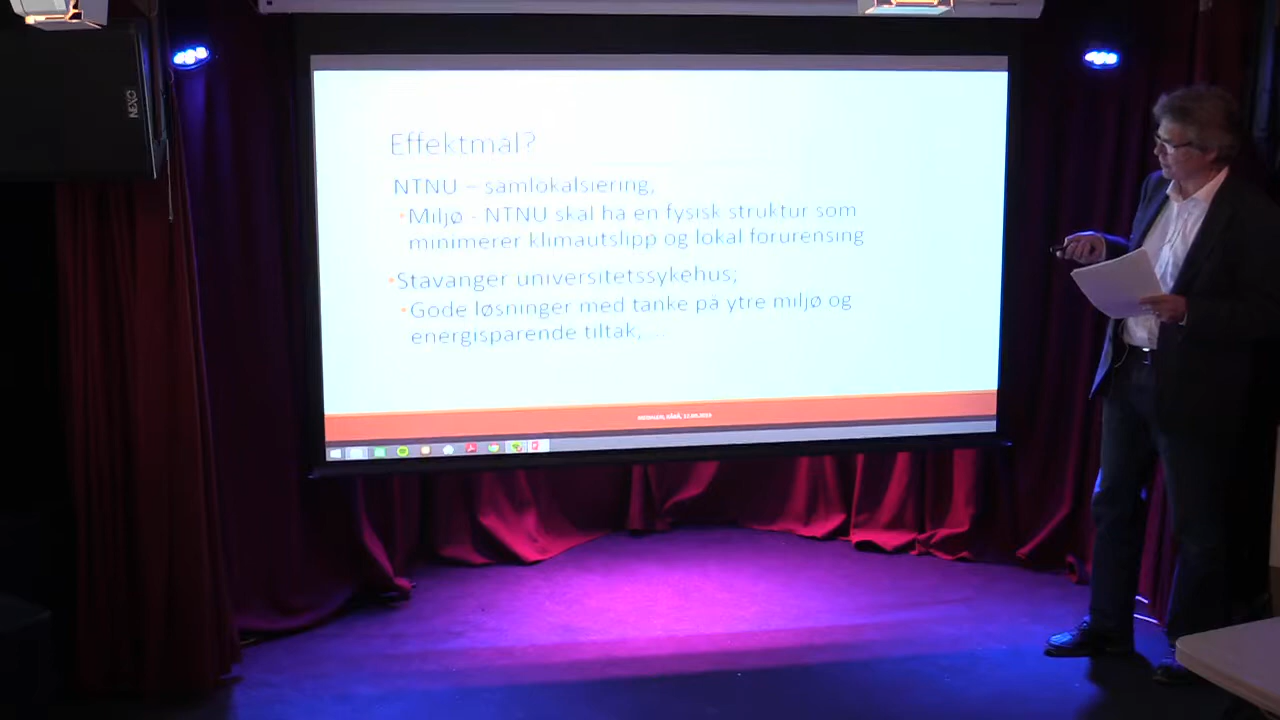 NEXO
Effektmål?
NTNU – samlokalsiering;
•Miljø - NTNU skal ha en fysisk struktur som
minimerer klimautslipp og lokal forurensing
•Stavanger universitetssykehus;
•Gode løsninger med tanke på ytre miljø og
energisparende tiltak, ...